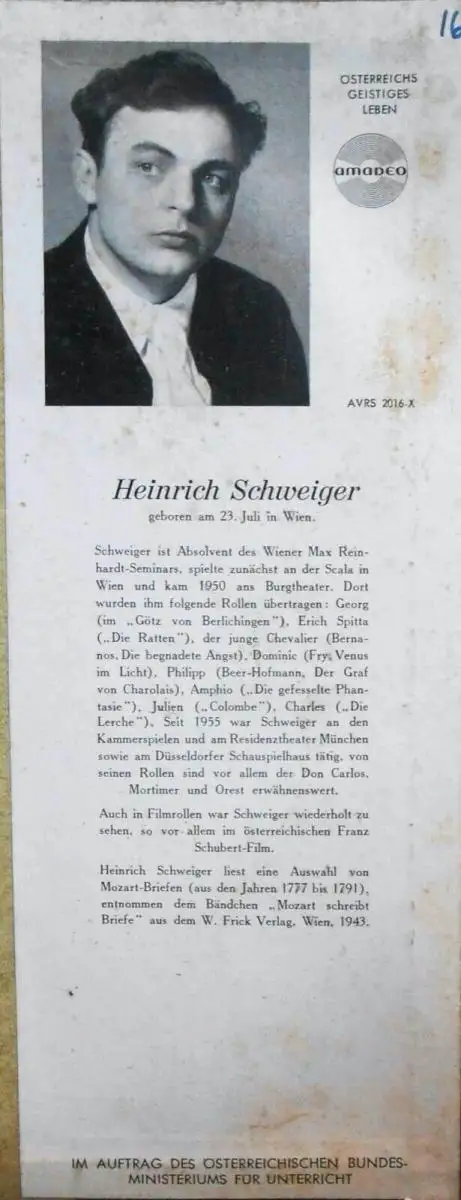 16
ÖSTERREICHS
GEISTIGES
LEBEN
amadeo
AVRS 2016-X
Heinrich Schweiger
geboren am 23. Juli in Wien.
Schweiger ist Absolvent des Wiener Max Rein-
hardt-Seminars, spielte zunächst an der Scala in
Wien und kam 1950 ans Burgtheater. Dort
wurden ihm folgende Rollen übertragen: Georg
(im „Götz von Berlichingen"), Erich Spitta
(„Die Ratten"), der junge Chevalier (Berna-
nos, Die begnadete Angst), Dominic (Fry, Venus
im Licht), Philipp (Beer-Hofmann, Der Graf
von Charolais), Amphio („Die gefesselte Phan-
tasie"), Julien („Colombe"), Charles („Die
Lerche"). Seit 1955 war Schweiger an den
Kammerspielen und am Residenztheater München
sowie am Düsseldorfer Schauspielhaus tätig, von
seinen Rollen sind vor allem der Don Carlos,
Mortimer und Orest erwähnenswert.
Auch in Filmrollen war Schweiger wiederholt zu
sehen, so vor allem im österreichischen Franz
Schubert-Film.
Heinrich Schweiger liest eine Auswahl von
Mozart-Briefen (aus den Jahren 1777 bis 1791),
entnommen dem Bändchen „Mozart schreibt
Briefe" aus dem W. Frick Verlag, Wien, 1943.
IM AUFTRAG DES ÖSTERREICHISCHEN BUNDES-
MINISTERIUMS FÜR UNTERRICHT